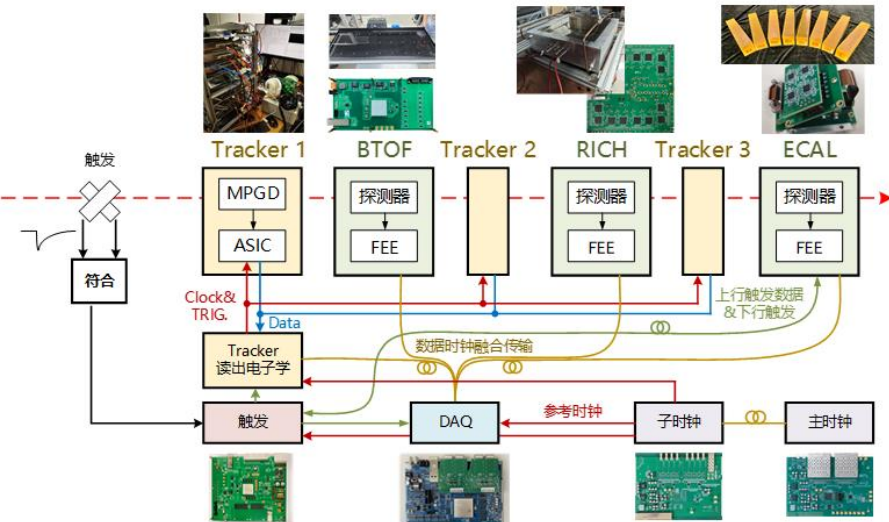 Tracker 1
BTOF
Tracker 2
RICH
Tracker 3
ECAL
触发
MPGD
探测器
探测器
探测器
ASIC
FEE
FEE
FEE
符合
Clock&
TRIG.
Data
上行触发数据
&下行触发
Tracker
读出电子学
数据时钟融合传输
触发
DAQ
参考时钟
子时钟
主时钟